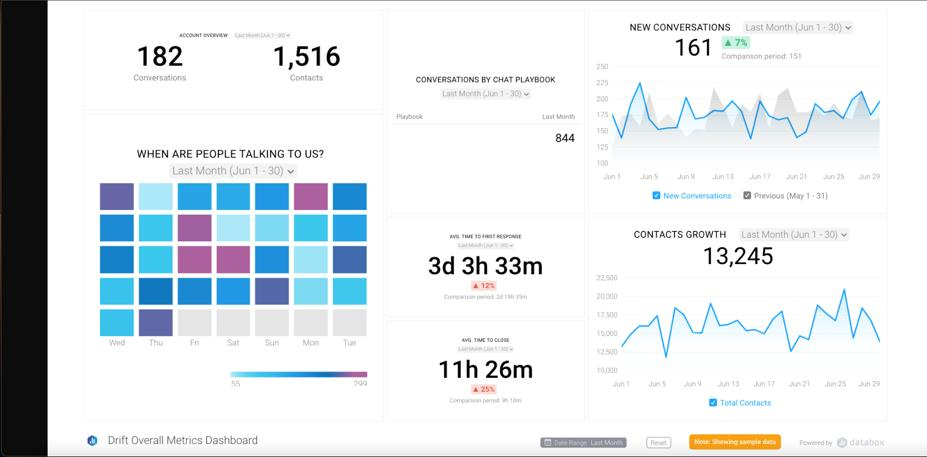 ACCOUNT OVERVIEW Last Month (Jun 1 - 30)
182 1,516
Conversations Contacts
WHEN ARE PEOPLE TALKING TO US?
Last Month (Jun 1 - 30)
Wed Thu Fri Sat Sun Mon Tue
55 299
CONVERSATIONS BY CHAT PLAYBOOK
Last Month (Jun 1 - 30)
Playbook Last Month
844
AVG. TIME TO FIRST RESPONSE
Last Month (Jun 1 - 30)
3d 3h 33m
▲ 12%
Comparison period: 2d 19h 35m
AVG. TIME TO CLOSE
Last Month (Jun 1 - 30)
11h 26m
▲ 25%
Comparison period: 9h 10m
NEW CONVERSATIONS Last Month (Jun 1 - 30)
161 ▲ 7%
Comparison period: 151
250
225
200
175
150
125
100
Jun 1 Jun 5 Jun 9 Jun 13 Jun 17 Jun 21 Jun 25 Jun 29
New Conversations Previous (May 1 - 31)
CONTACTS GROWTH Last Month (Jun 1 - 30)
13,245
22,500
20,000
17,500
15,000
12,500
10,000
Jun 1 Jun 5 Jun 9 Jun 13 Jun 17 Jun 21 Jun 25 Jun 29
Total Contacts
Drift Overall Metrics Dashboard
Date Range Last Month
Reset
Note: Showing sample data
Powered by databox